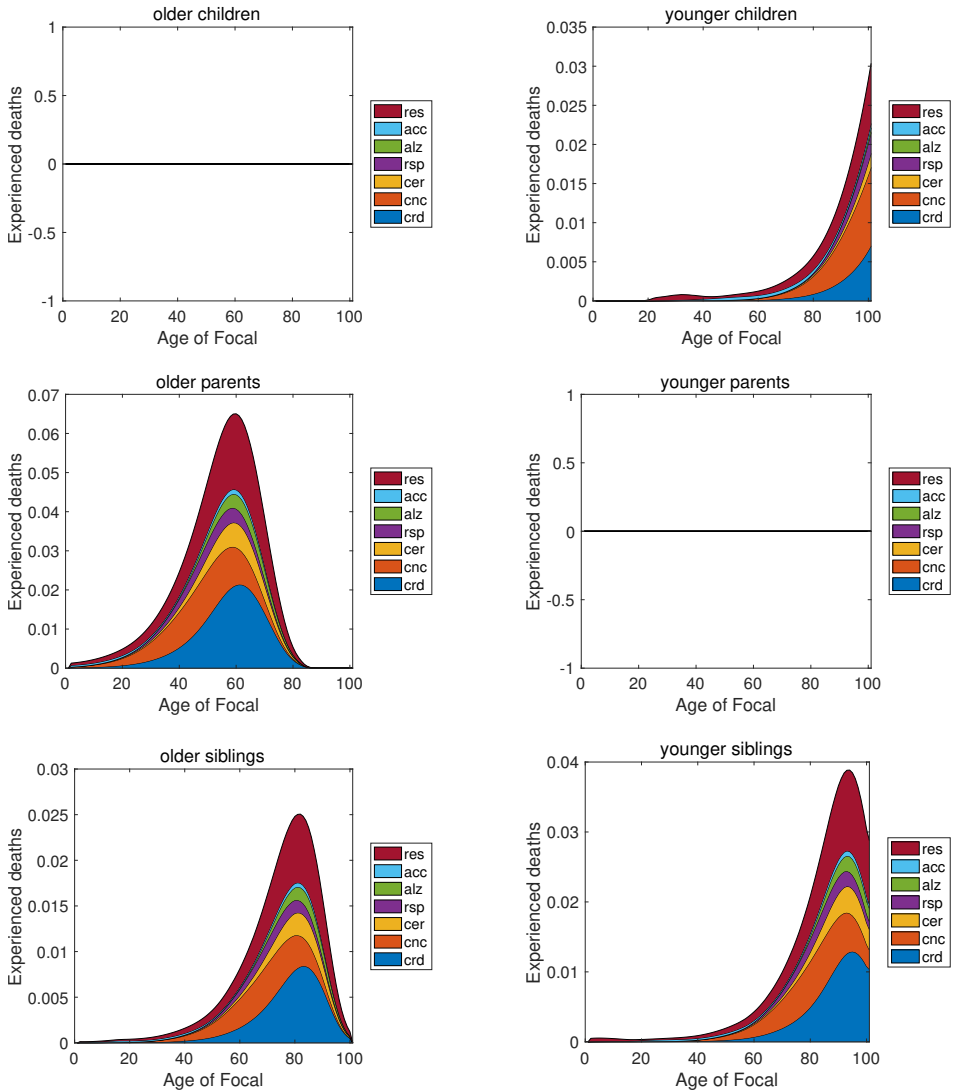 older children
1
0.5
0
-0.5
-1
0 20 40 60 80 100
Age of Focal
Experienced deaths
res
acc
alz
rsp
cer
cnc
crd
younger children
0.035
0.03
0.025
0.02
0.015
0.01
0.005
0
0 20 40 60 80 100
Age of Focal
Experienced deaths
res
acc
alz
rsp
cer
cnc
crd
older parents
0.07
0.06
0.05
0.04
0.03
0.02
0.01
0
0 20 40 60 80 100
Age of Focal
Experienced deaths
res
acc
alz
rsp
cer
cnc
crd
younger parents
1
0.5
0
-0.5
-1
0 20 40 60 80 100
Age of Focal
Experienced deaths
res
acc
alz
rsp
cer
cnc
crd
older siblings
0.03
0.025
0.02
0.015
0.01
0.005
0
0 20 40 60 80 100
Age of Focal
Experienced deaths
res
acc
alz
rsp
cer
cnc
crd
younger siblings
0.04
0.03
0.02
0.01
0
0 20 40 60 80 100
Age of Focal
Experienced deaths
res
acc
alz
rsp
cer
cnc
crd